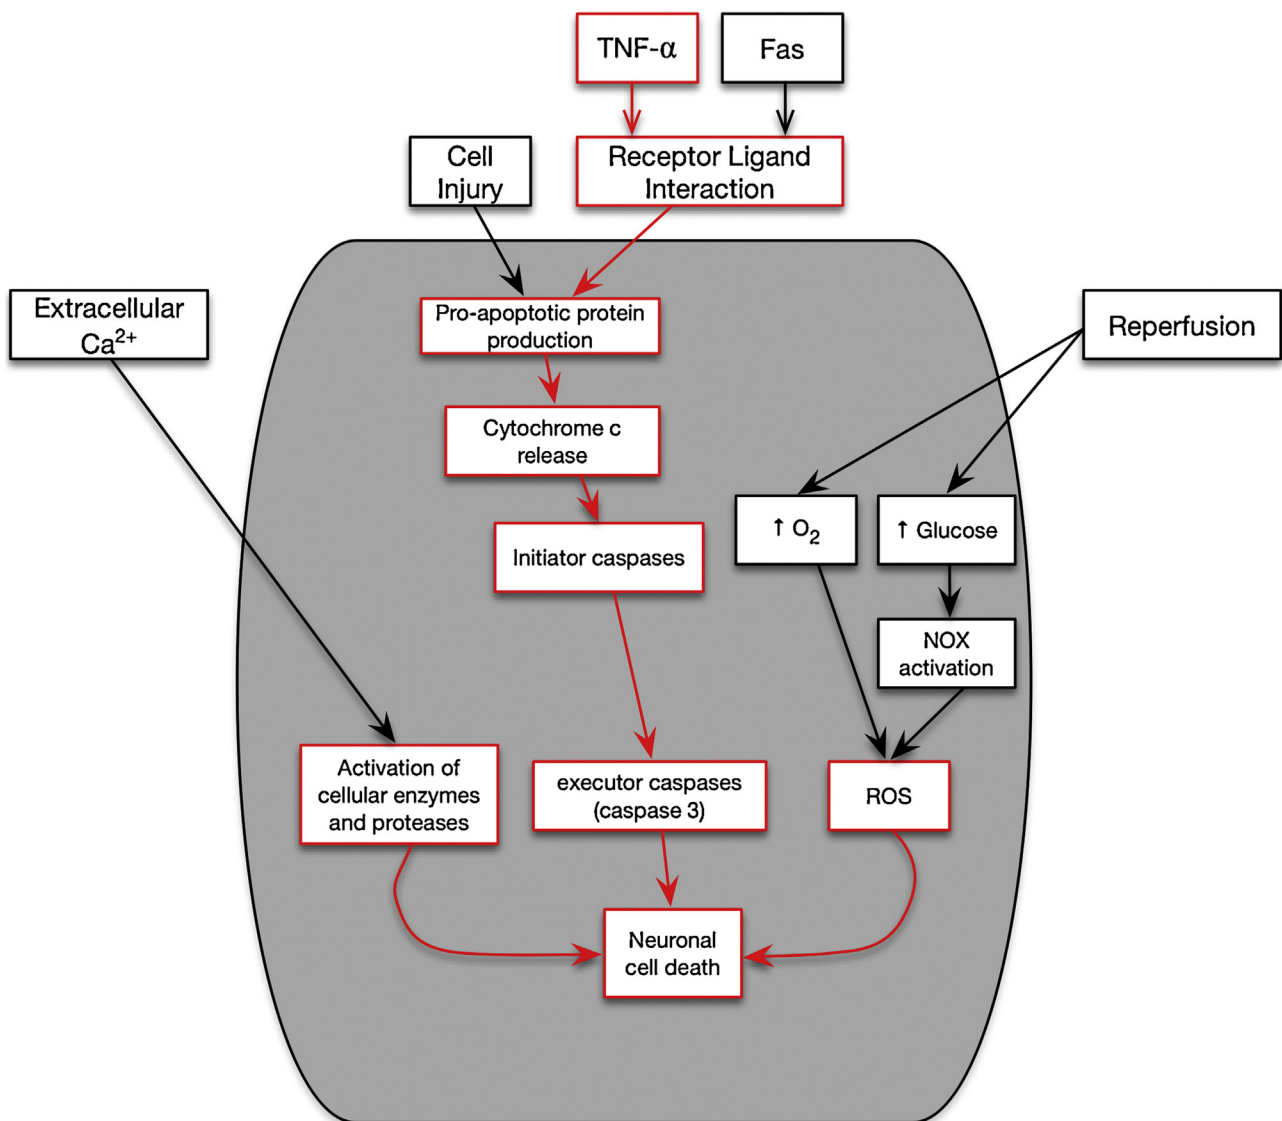 TNF-α
Fas
Cell
Injury
Receptor Ligand
Interaction
Extracellular
Ca²⁺
Pro-apoptotic protein
production
Reperfusion
Cytochrome c
release
Initiator caspases
↑ O₂
↑ Glucose
NOX
activation
Activation of
cellular enzymes
and proteases
executor caspases
(caspase 3)
ROS
Neuronal
cell death